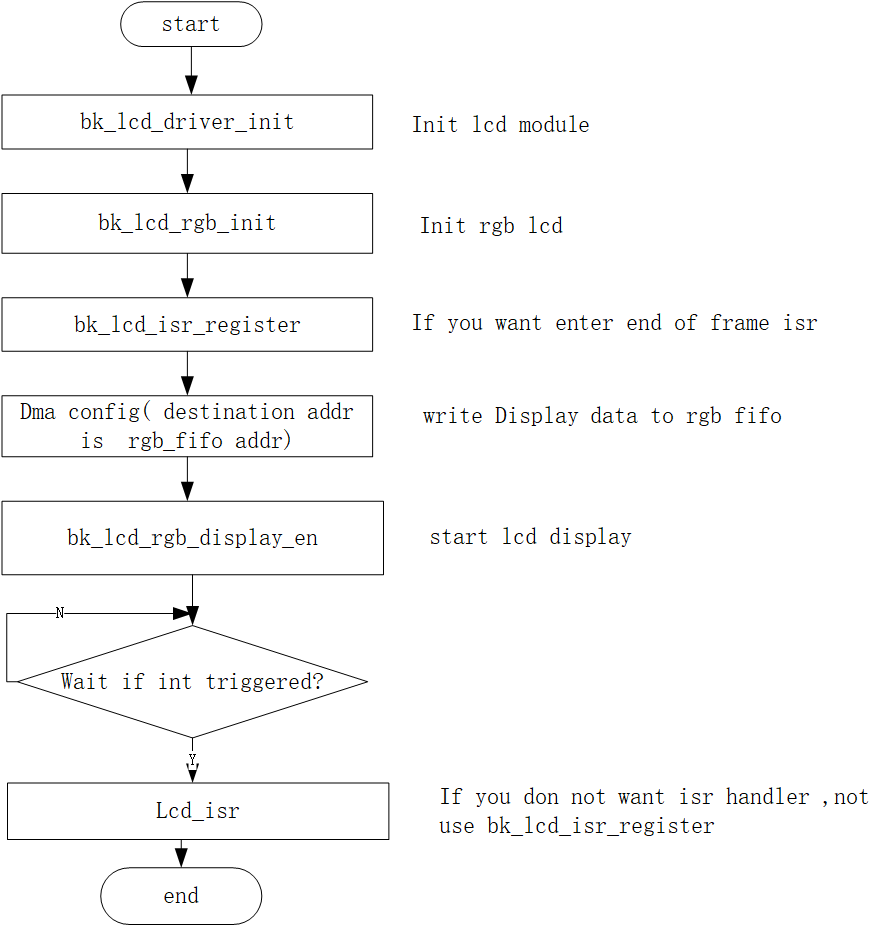 start
bk_lcd_driver_init
Init lcd module
bk_lcd_rgb_init
Init rgb lcd
bk_lcd_isr_register
If you want enter end of frame isr
Dma config( destination addr
is rgb_fifo addr)
write Display data to rgb fifo
bk_lcd_rgb_display_en
start lcd display
N
Wait if int triggered?
Y
Lcd_isr
If you don not want isr handler ,not
use bk_lcd_isr_register
end